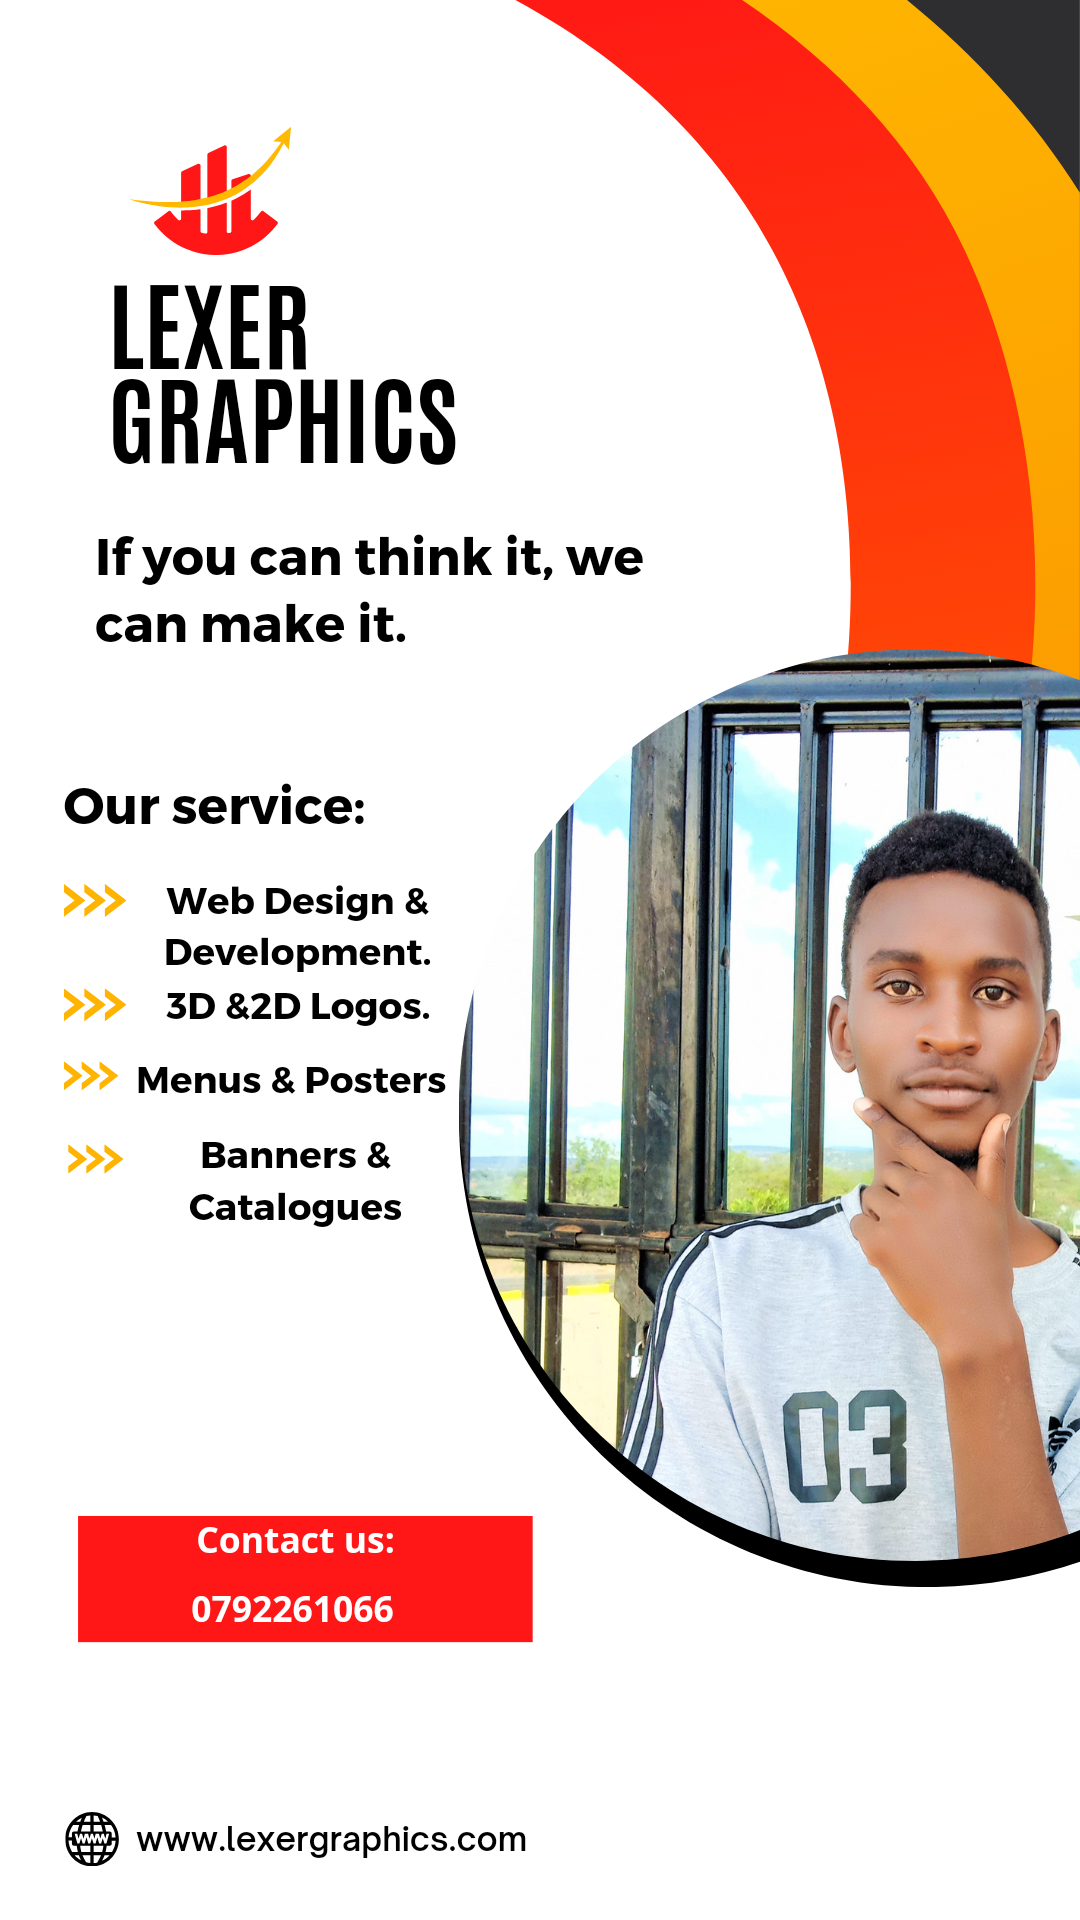 LEXER
GRAPHICS
If you can think it, we
can make it.
Our service:
Web Design &
Development.
3D &2D Logos.
Menus & Posters
Banners &
Catalogues
03
Contact us:
0792261066
www
www.lexergraphics.com